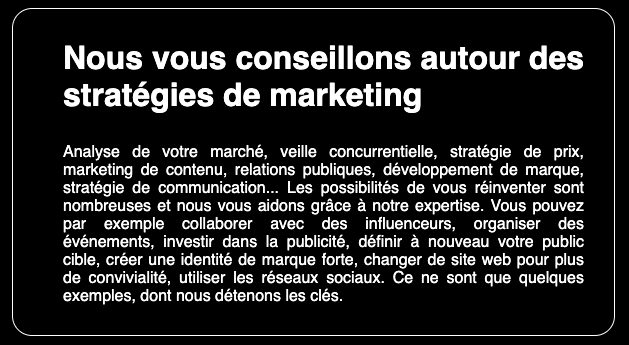 Nous vous conseillons autour des
stratégies de marketing
Analyse de votre marché, veille concurrentielle, stratégie de prix,
marketing de contenu, relations publiques, développement de marque,
stratégie de communication... Les possibilités de vous réinventer sont
nombreuses et nous vous aidons grâce à notre expertise. Vous pouvez
par exemple collaborer avec des influenceurs, organiser des
événements, investir dans la publicité, définir à nouveau votre public
cible, créer une identité de marque forte, changer de site web pour plus
de convivialité, utiliser les réseaux sociaux. Ce ne sont que quelques
exemples, dont nous détenons les clés.